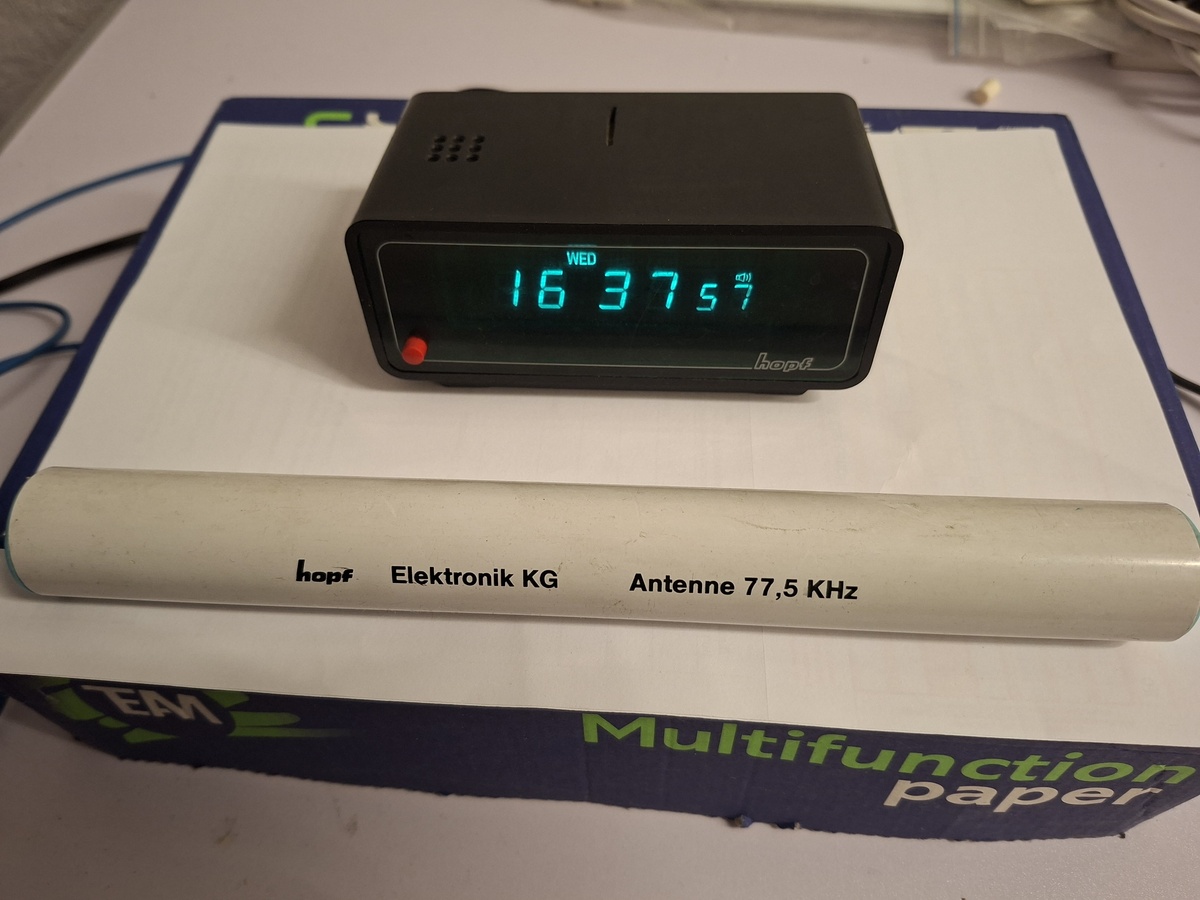 WED
16 37 57
hopf
hopf Elektronik KG Antenne 77,5 KHz
TEAM
Multifunction
paper